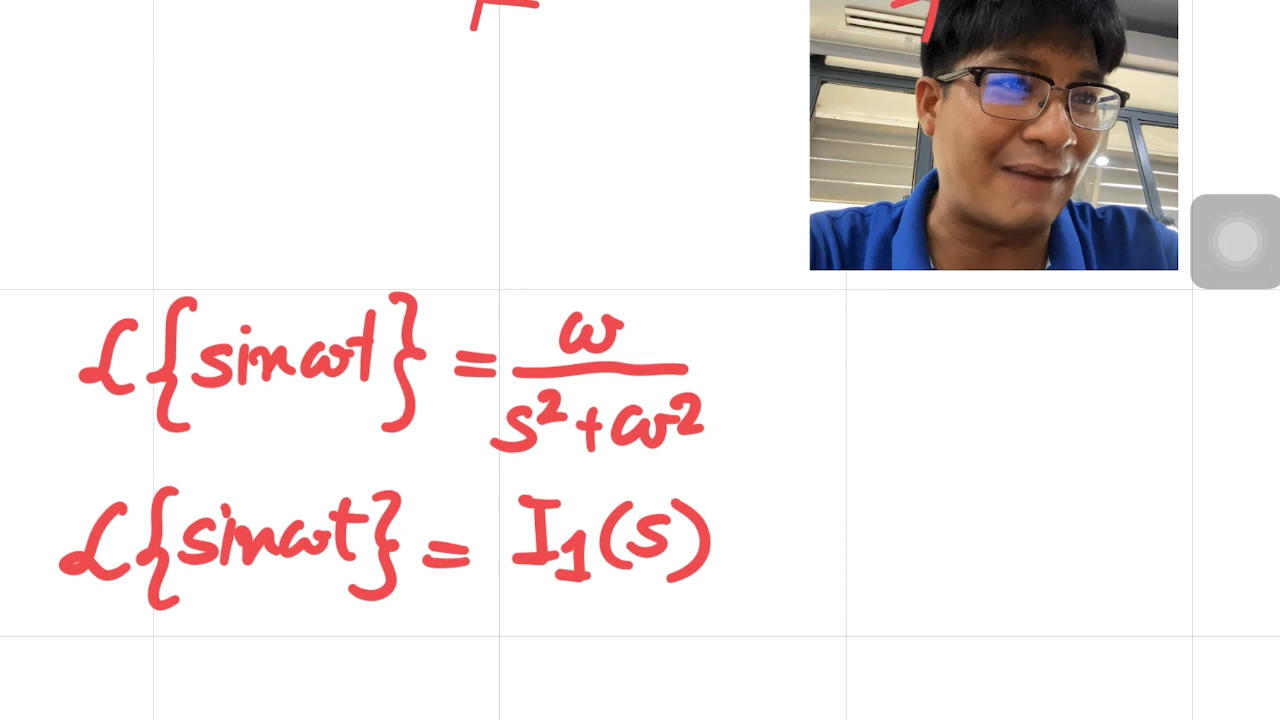 ℒ{sinωt} = ω/(s²+ω²)
ℒ{sinωt} = I₁(s)